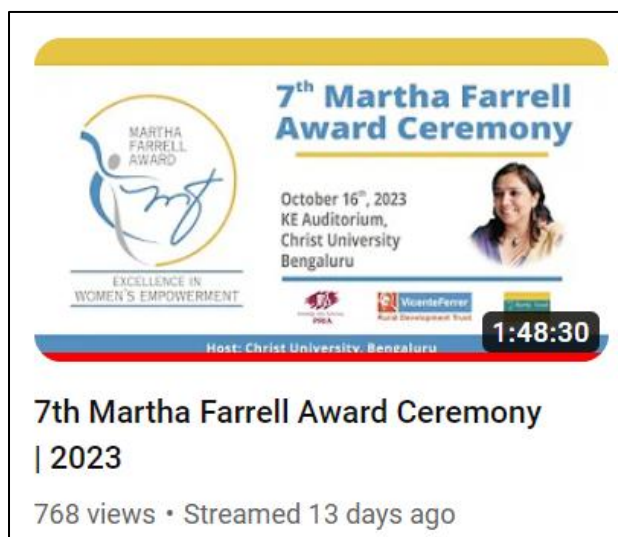 7th Martha Farrell
Award Ceremony
MARTHA
FARRELL
AWARD
October 16th, 2023
KE Auditorium,
Christ University
Bengaluru
EXCELLENCE IN
WOMEN'S EMPOWERMENT
PRIA
VicenteFerrer
Rural Development Trust
1:48:30
Host: Christ University, Bengaluru
7th Martha Farrell Award Ceremony
| 2023
768 views • Streamed 13 days ago